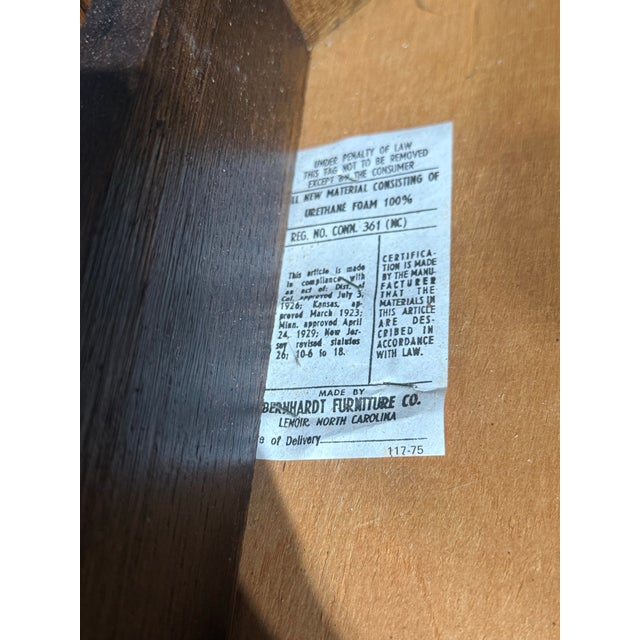 UNDER PENALTY OF LAW
THIS TAG NOT TO BE REMOVED
EXCEPT BY THE CONSUMER
LL NEW MATERIAL CONSISTING OF
URETHANE FOAM 100%
REG. NO. CONN. 361 (NC)
This article is made
in compliance with
an act of: Dist. of
Col. approved July 3,
1926; Kansas, ap-
proved March 1923;
Minn. approved April
24, 1929; New Jer-
sey revised statutes
26; 10-6 to 18.
CERTIFICA-
TION IS MADE
BY THE MANU-
FACTURER
THAT THE
MATERIALS IN
THIS ARTICLE
ARE DES-
CRIBED IN
ACCORDANCE
WITH LAW.
MADE BY
BERNHARDT FURNITURE CO.
LENOIR, NORTH CAROLINA
e of Delivery
117-75